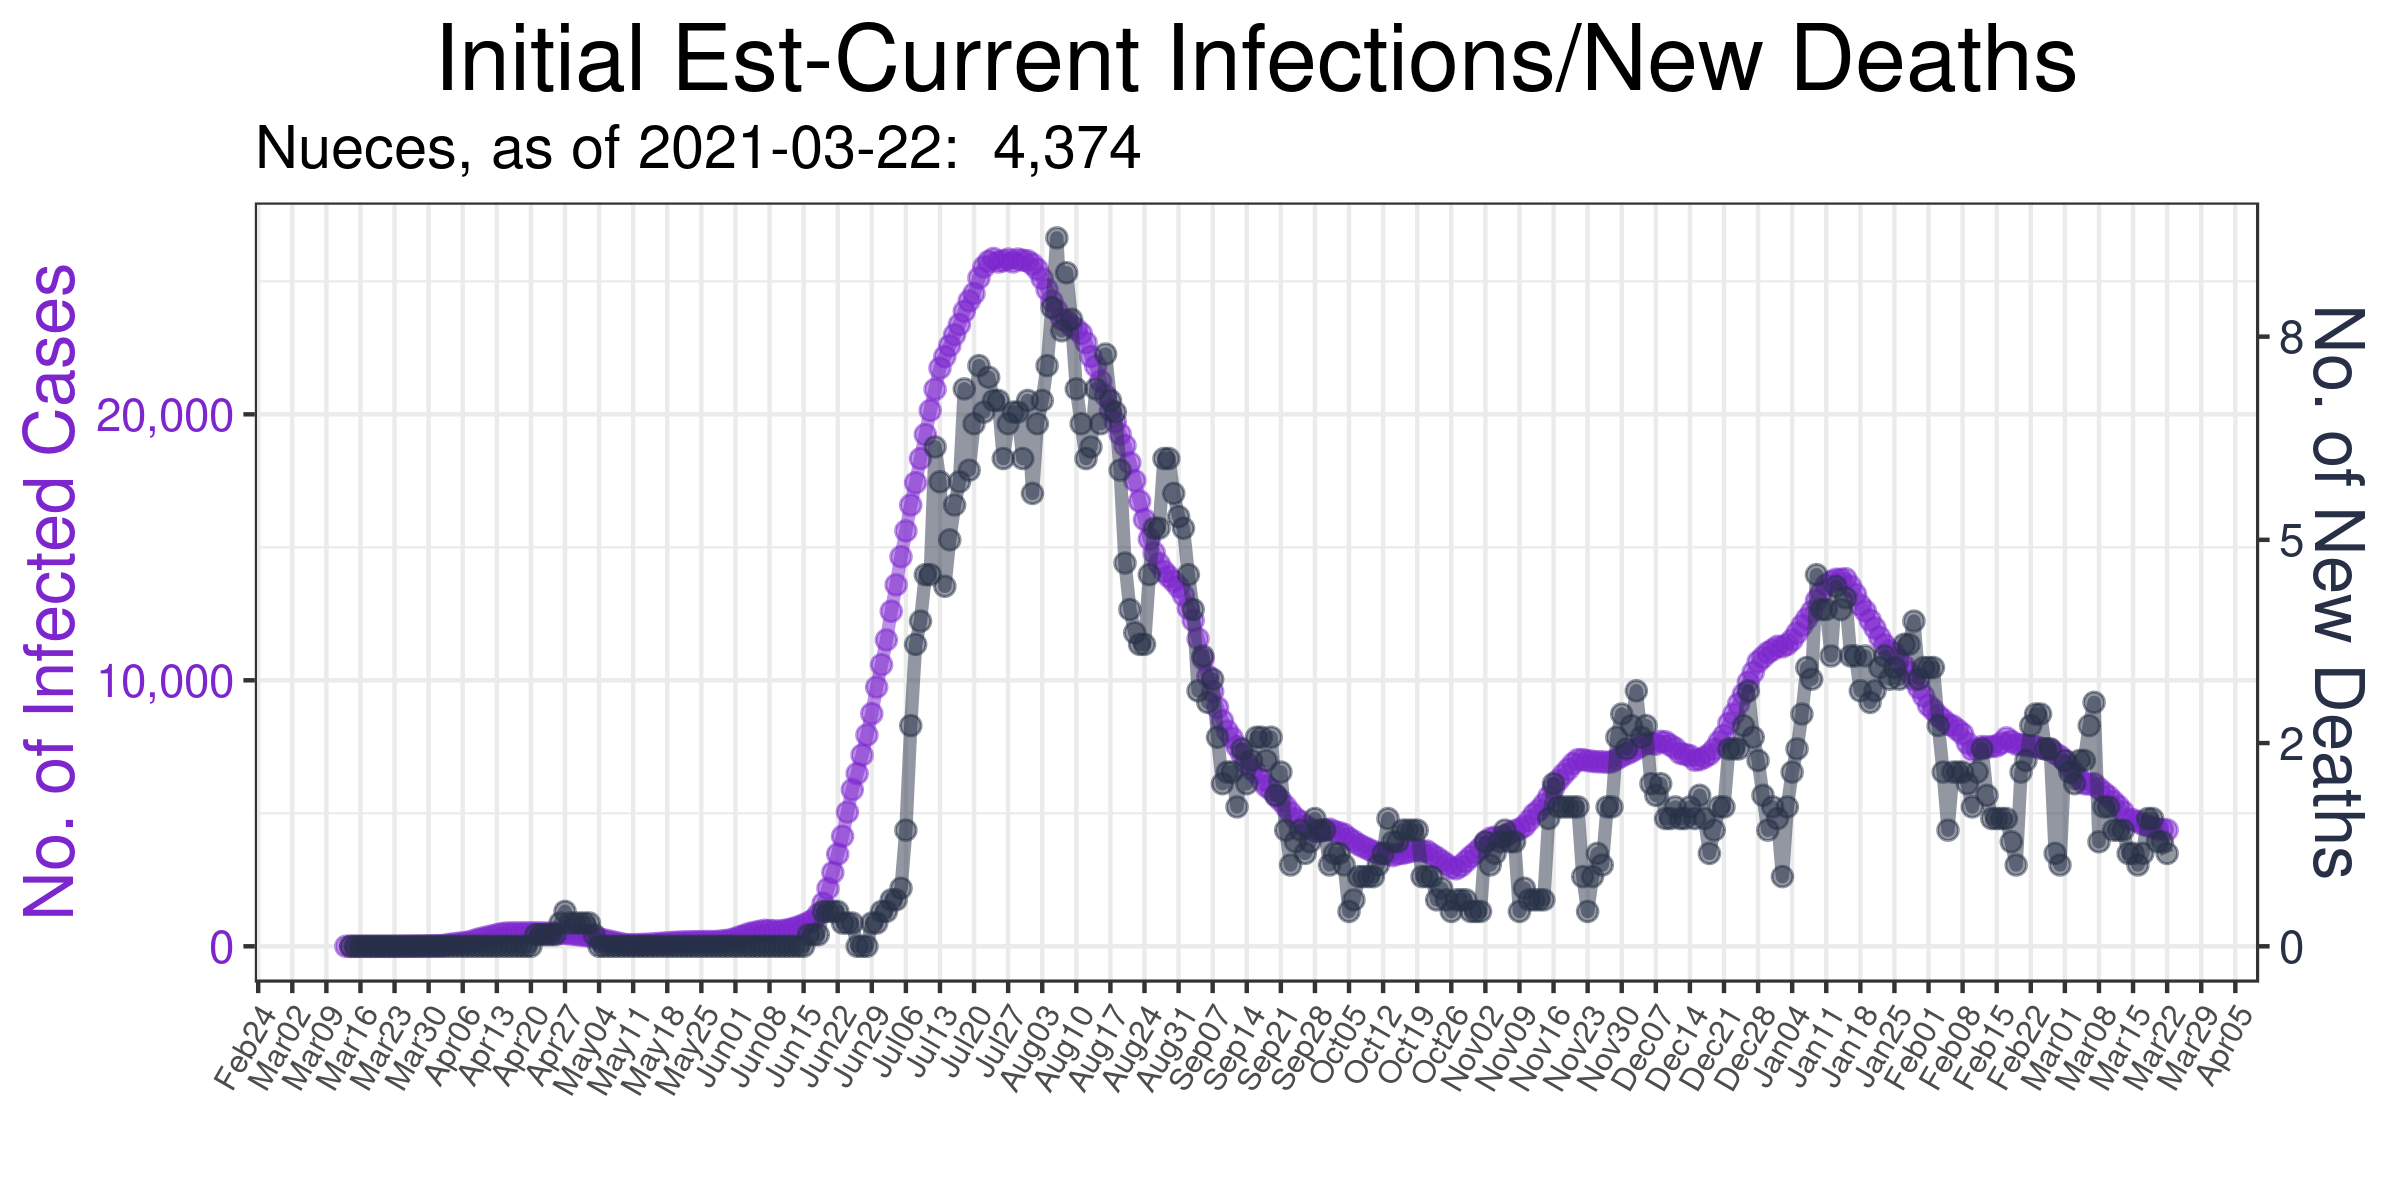 Initial Est-Current Infections/New Deaths
Nueces, as of 2021-03-22:  4,374
No. of Infected Cases
20,000
10,000
0
No. of New Deaths
8
5
2
0
Feb24
Mar02
Mar09
Mar16
Mar23
Mar30
Apr06
Apr13
Apr20
Apr27
May04
May11
May18
May25
Jun01
Jun08
Jun15
Jun22
Jun29
Jul06
Jul13
Jul20
Jul27
Aug03
Aug10
Aug17
Aug24
Aug31
Sep07
Sep14
Sep21
Sep28
Oct05
Oct12
Oct19
Oct26
Nov02
Nov09
Nov16
Nov23
Nov30
Dec07
Dec14
Dec21
Dec28
Jan04
Jan11
Jan18
Jan25
Feb01
Feb08
Feb15
Feb22
Mar01
Mar08
Mar15
Mar22
Mar29
Apr05